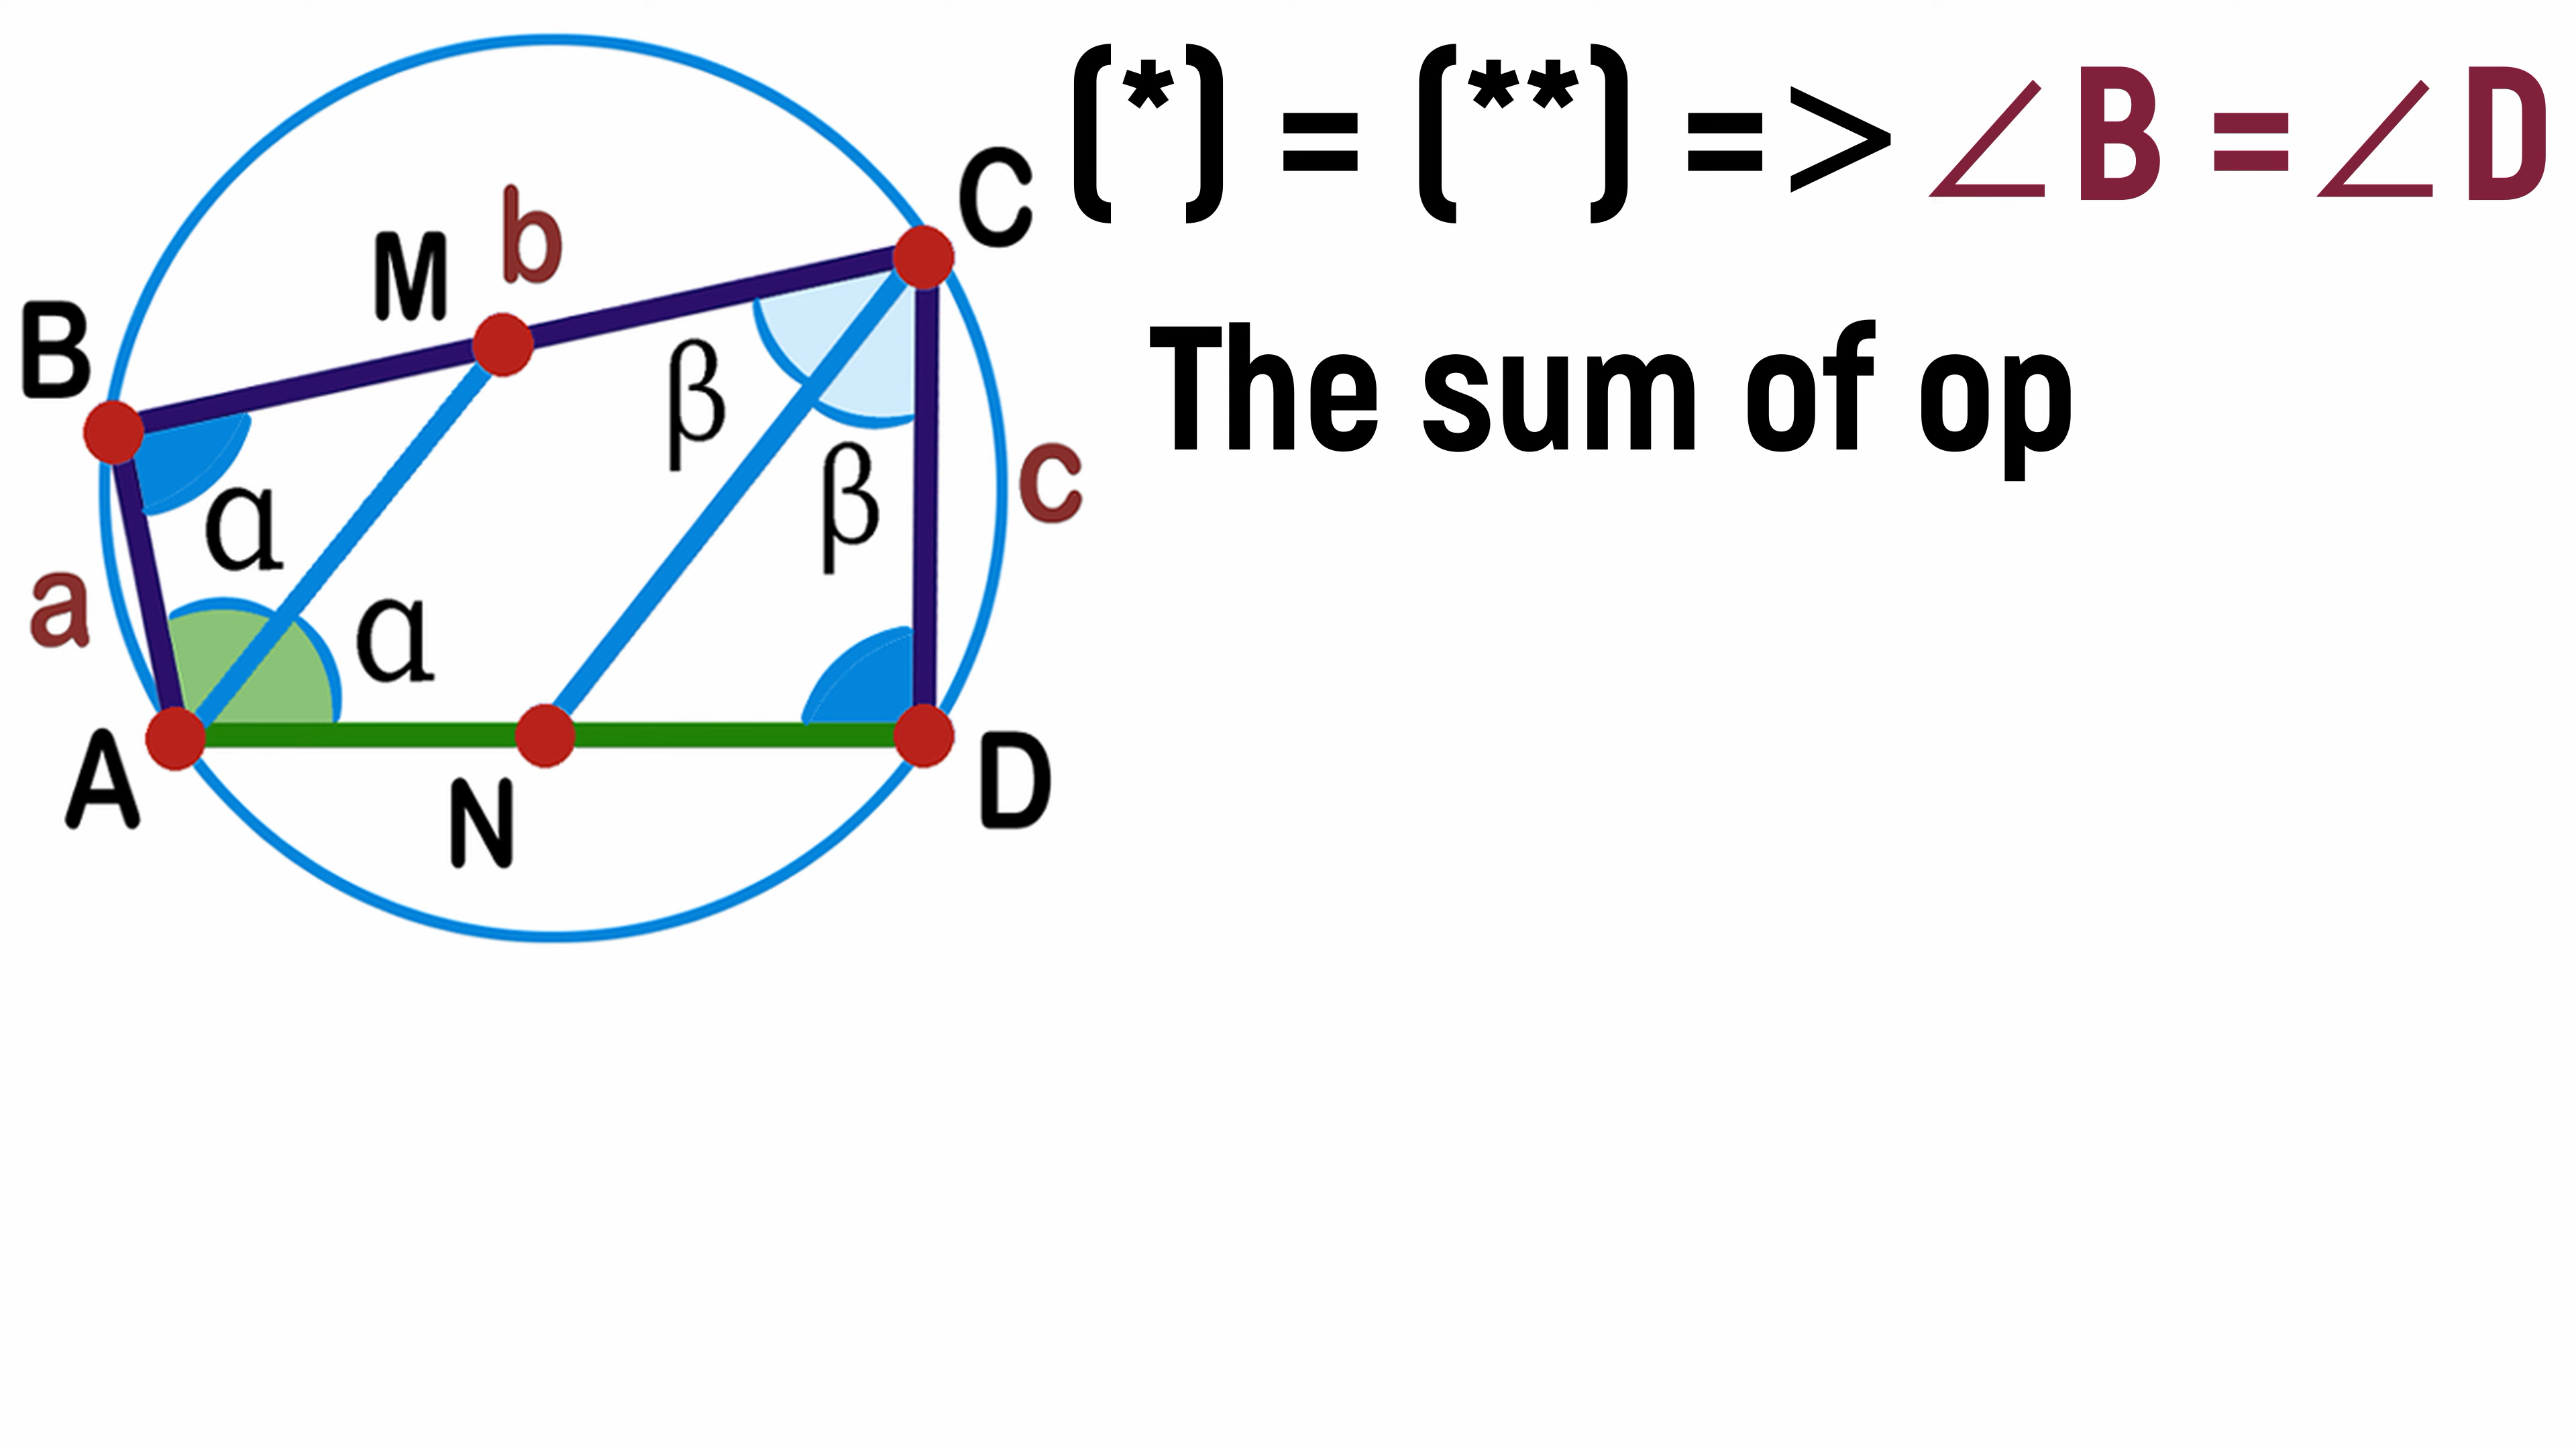 (*) = (**) => ∠B = ∠D
The sum of op
C
b
M
B
β
β
c
α
a
α
A
N
D